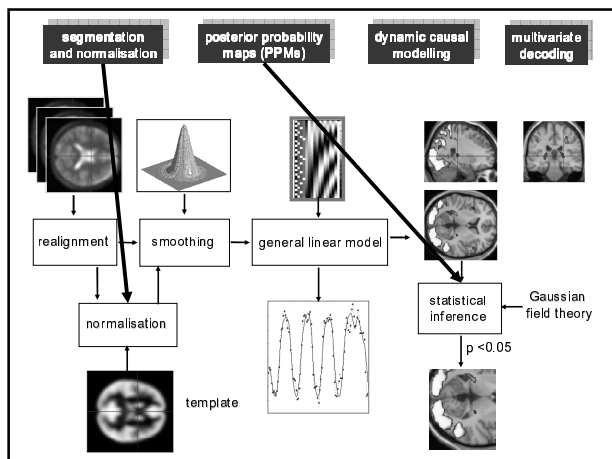 segmentation
and normalisation
posterior probability
maps (PPMs)
dynamic causal
modelling
multivariate
decoding
realignment
smoothing
general linear model
normalisation
statistical
inference
Gaussian
field theory
p <0.05
template